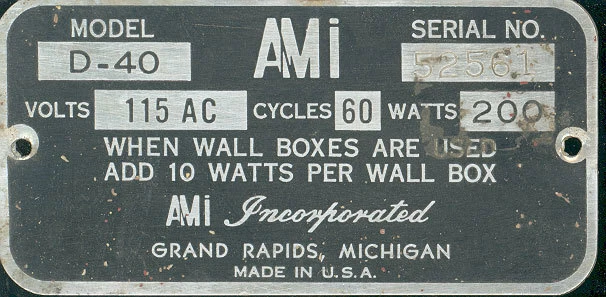 MODEL AMi SERIAL NO.
D-40 52561
VOLTS 115 AC CYCLES 60 WATTS 200
WHEN WALL BOXES ARE USED
ADD 10 WATTS PER WALL BOX
AMi Incorporated
GRAND RAPIDS, MICHIGAN
MADE IN U.S.A.